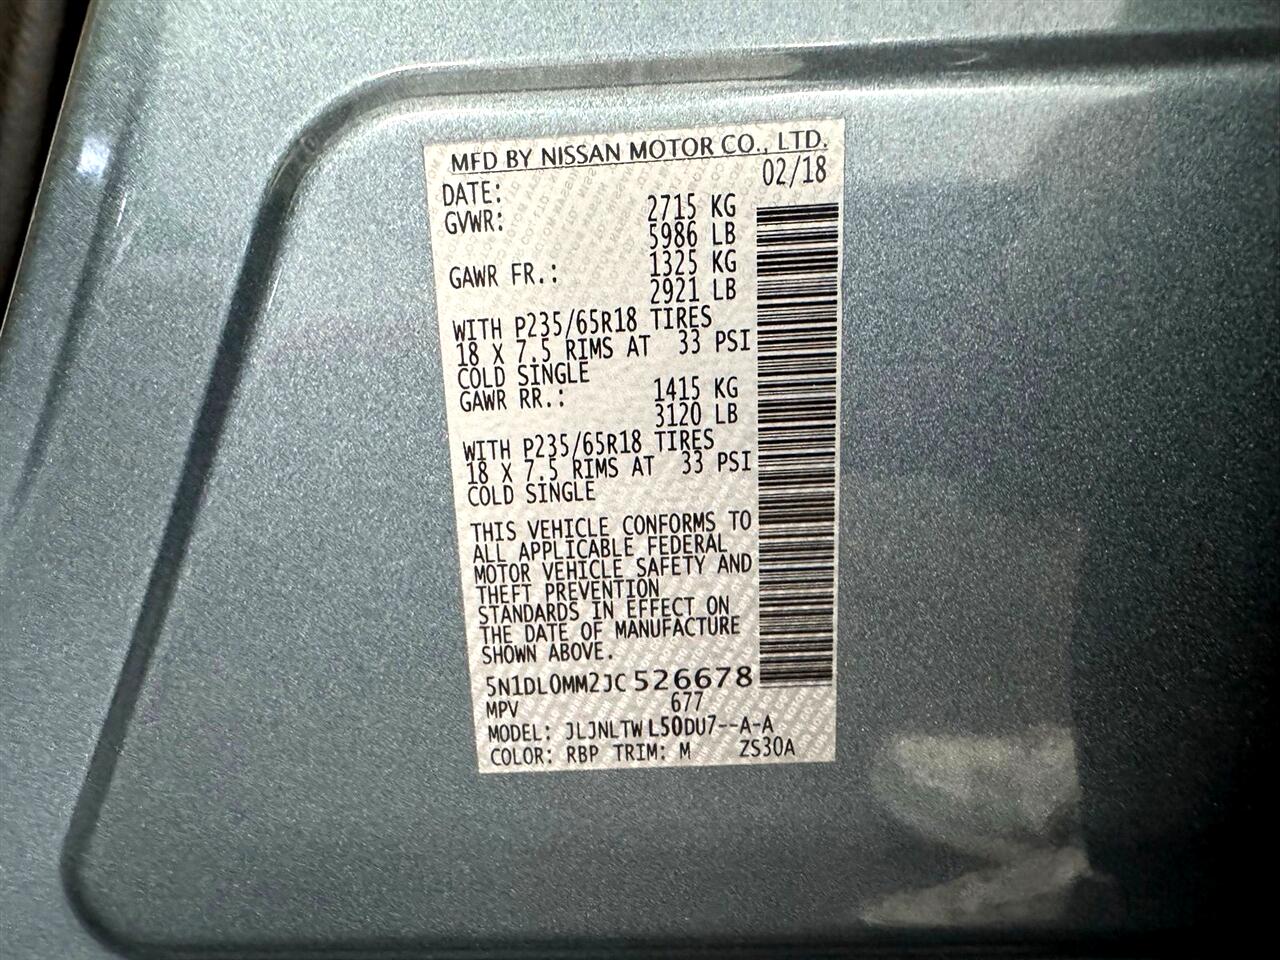 MFD BY NISSAN MOTOR CO., LTD.
DATE: 02/18
GVWR: 2715 KG
5986 LB
GAWR FR.: 1325 KG
2921 LB
WITH P235/65R18 TIRES
18 X 7.5 RIMS AT 33 PSI
COLD SINGLE
GAWR RR.: 1415 KG
3120 LB
WITH P235/65R18 TIRES
18 X 7.5 RIMS AT 33 PSI
COLD SINGLE
THIS VEHICLE CONFORMS TO
ALL APPLICABLE FEDERAL
MOTOR VEHICLE SAFETY AND
THEFT PREVENTION
STANDARDS IN EFFECT ON
THE DATE OF MANUFACTURE
SHOWN ABOVE.
5N1DL0MM2JC526678
MPV 677
MODEL: JLJNLTWL50DU7--A-A
COLOR: RBP TRIM: M ZS30A